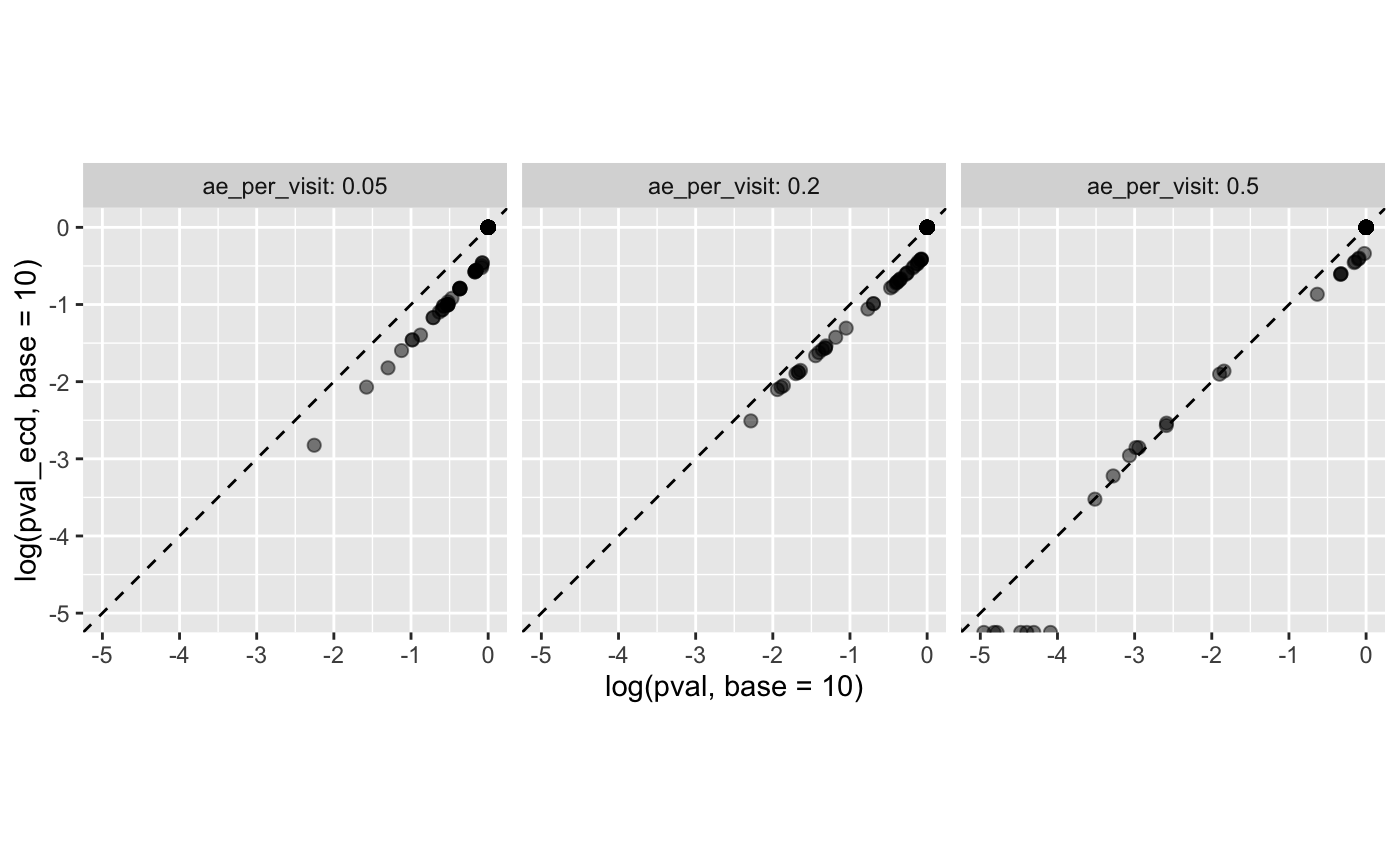 ae_per_visit: 0.05
ae_per_visit: 0.2
ae_per_visit: 0.5
log(pval_ecd, base = 10)
0
-1
-2
-3
-4
-5
-5 -4 -3 -2 -1 0
-5 -4 -3 -2 -1 0
-5 -4 -3 -2 -1 0
log(pval, base = 10)